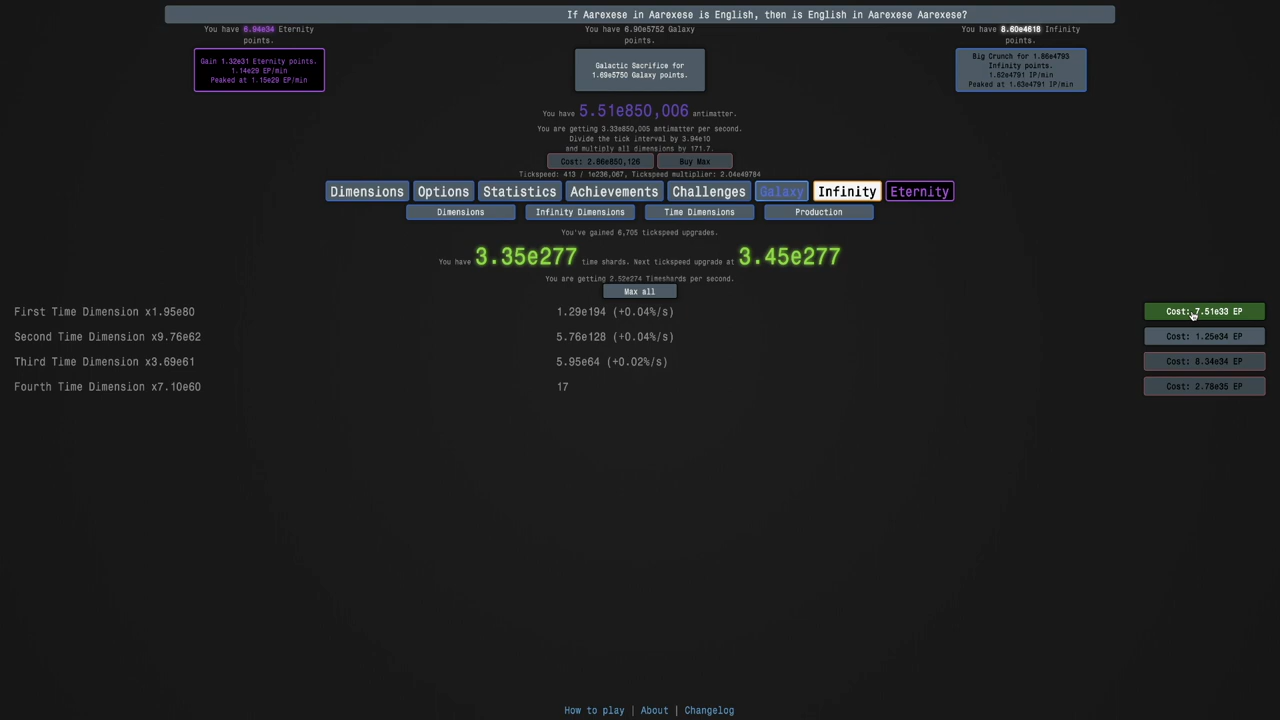 If Aarexese in Aarexese is English, then is English in Aarexese Aarexese?
You have 6.94e34 Eternity points.
You have 6.90e5752 Galaxy points.
You have 8.60e4618 Infinity points.
Gain 1.32e31 Eternity points.
1.14e29 EP/min
Peaked at 1.15e29 EP/min
Galactic Sacrifice for
1.69e5750 Galaxy points.
Big Crunch for 1.86e4793
Infinity points.
1.62e4791 IP/min
Peaked at 1.63e4791 IP/min
You have 5.51e850,006 antimatter.
You are getting 3.33e850,005 antimatter per second.
Divide the tick interval by 3.94e10
and multiply all dimensions by 171.7.
Cost: 2.86e850,126
Buy Max
Tickspeed: 413 / 1e236,067, Tickspeed multiplier: 2.04e49784
Dimensions
Options
Statistics
Achievements
Challenges
Galaxy
Infinity
Eternity
Dimensions
Infinity Dimensions
Time Dimensions
Production
You've gained 6,705 tickspeed upgrades.
You have 3.35e277 time shards. Next tickspeed upgrade at 3.45e277
You are getting 2.52e274 Timeshards per second.
Max all
First Time Dimension x1.95e80 1.29e194 (+0.04%/s) Cost: 7.51e33 EP
Second Time Dimension x9.76e62 5.76e128 (+0.04%/s) Cost: 1.25e34 EP
Third Time Dimension x3.69e61 5.95e64 (+0.02%/s) Cost: 8.34e34 EP
Fourth Time Dimension x7.10e60 17 Cost: 2.78e35 EP
How to play | About | Changelog